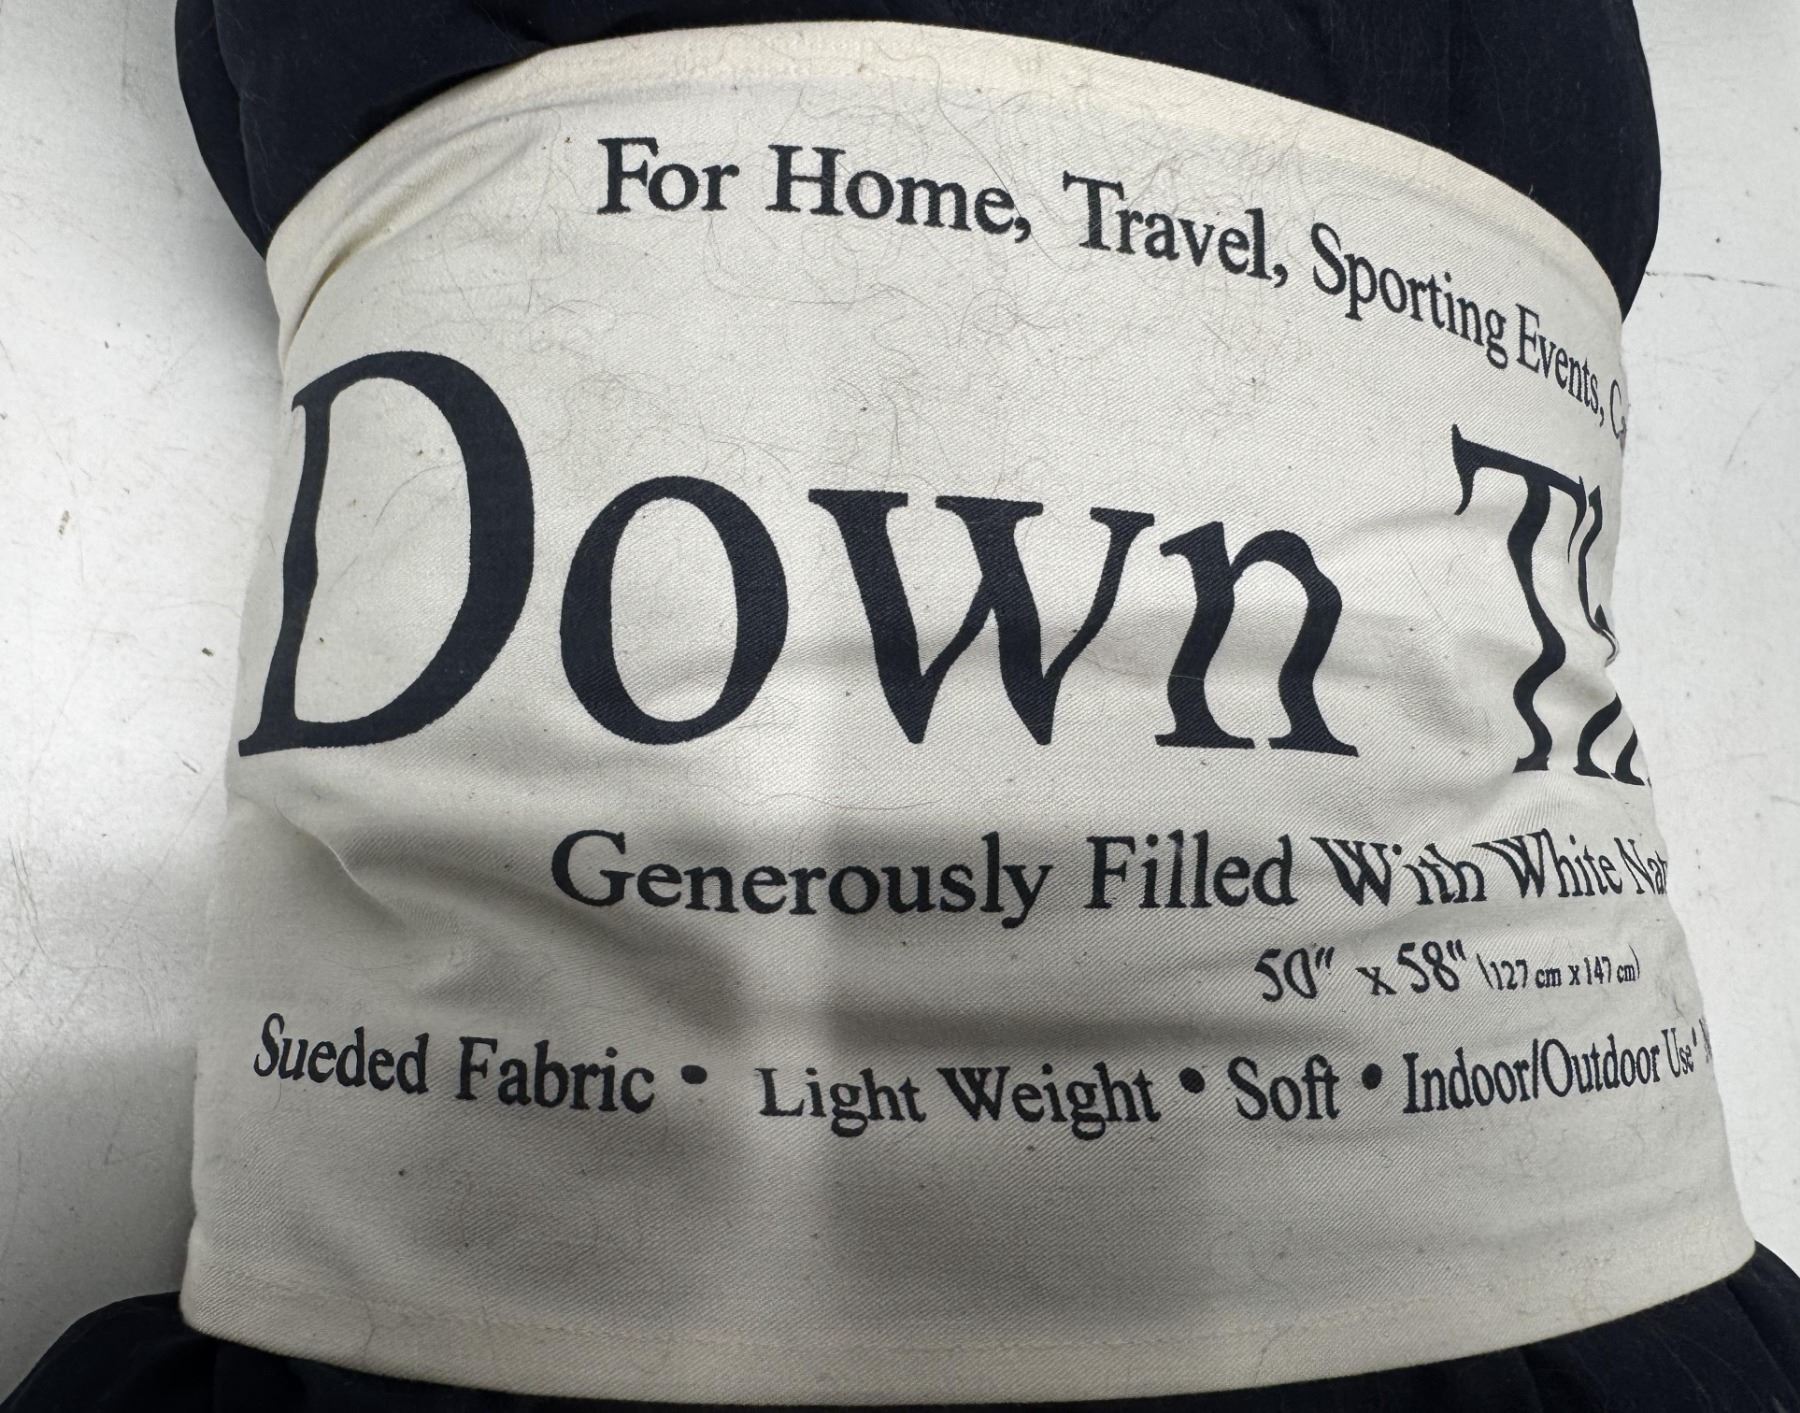 For Home, Travel, Sporting Events,
Down
Generously Filled With White
50" x 58" (127 cm x 147 cm)
Sueded Fabric • Light Weight • Soft • Indoor/Outdoor Use